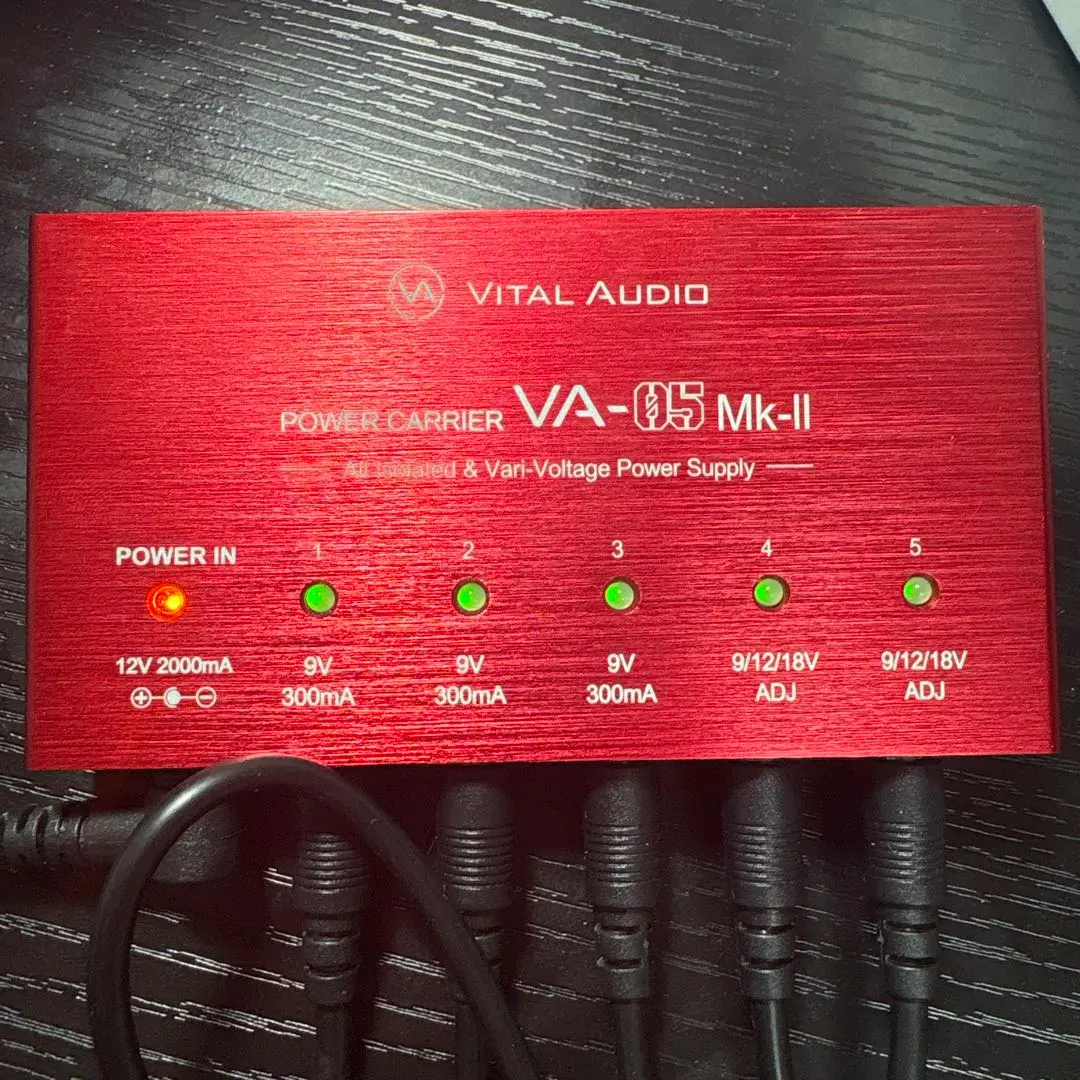 VA VITAL AUDIO
POWER CARRIER VA-05 Mk-II
All Isolated & Vari-Voltage Power Supply
POWER IN 1 2 3 4 5
12V 2000mA 9V 9V 9V 9/12/18V 9/12/18V
300mA 300mA 300mA ADJ ADJ